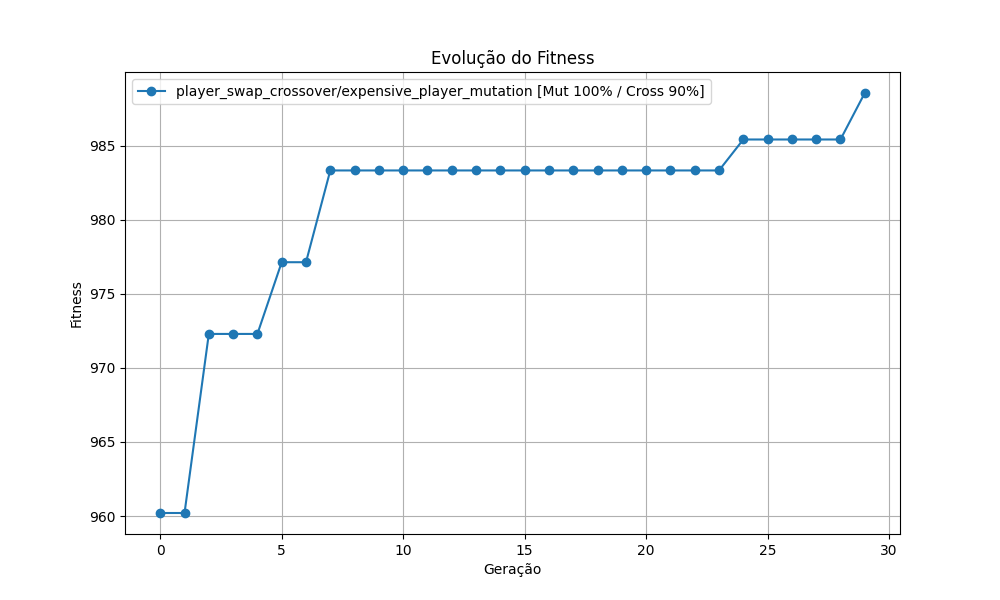 Evolução do Fitness
player_swap_crossover/expensive_player_mutation [Mut 100% / Cross 90%]
Fitness
985
980
975
970
965
960
0 5 10 15 20 25 30
Geração